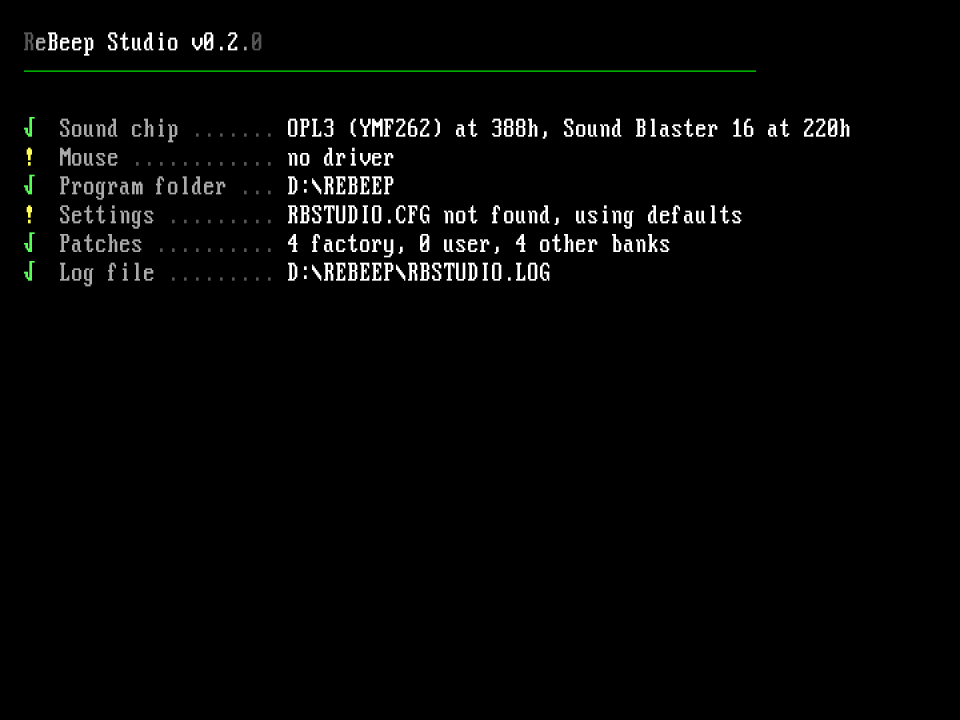 ReBeep Studio v0.2.0
√ Sound chip ....... OPL3 (YMF262) at 388h, Sound Blaster 16 at 220h
! Mouse ............ no driver
√ Program folder ... D:\REBEEP
! Settings ......... RBSTUDIO.CFG not found, using defaults
√ Patches .......... 4 factory, 0 user, 4 other banks
√ Log file ......... D:\REBEEP\RBSTUDIO.LOG